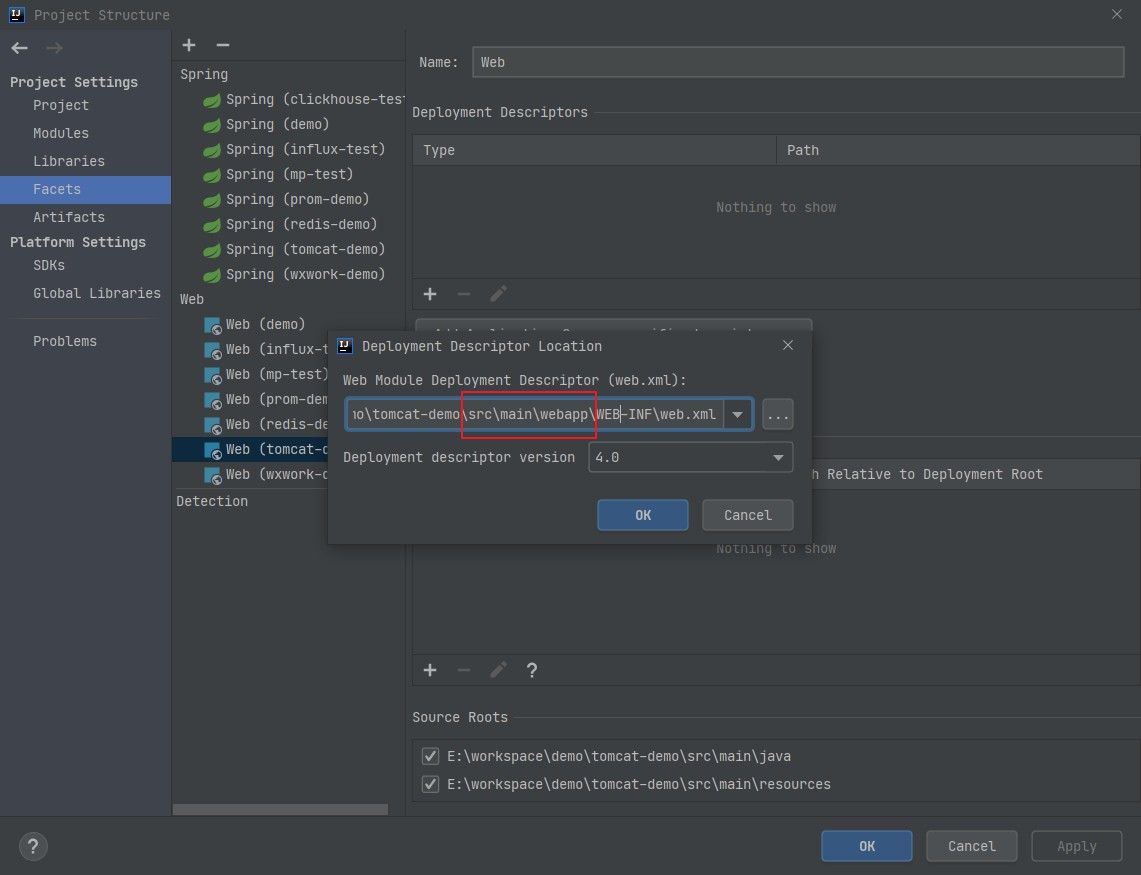 Project Structure
Project Settings
Project
Modules
Libraries
Facets
Artifacts
Platform Settings
SDKs
Global Libraries
Problems
Spring
Spring (clickhouse-test
Spring (demo)
Spring (influx-test)
Spring (mp-test)
Spring (prom-demo)
Spring (redis-demo)
Spring (tomcat-demo)
Spring (wxwork-demo)
Web
Web (demo)
Web (influx-t
Web (mp-test)
Web (prom-dem
Web (redis-de
Web (tomcat-d
Web (wxwork-d
Detection
Name: Web
Deployment Descriptors
Type Path
Nothing to show
Deployment Descriptor Location
Web Module Deployment Descriptor (web.xml):
\tomcat-demo\src\main\webapp\WEB-INF\web.xml ...
Deployment descriptor version 4.0
OK Cancel
Relative to Deployment Root
Nothing to show
?
Source Roots
E:\workspace\demo\tomcat-demo\src\main\java
E:\workspace\demo\tomcat-demo\src\main\resources
? OK Cancel Apply